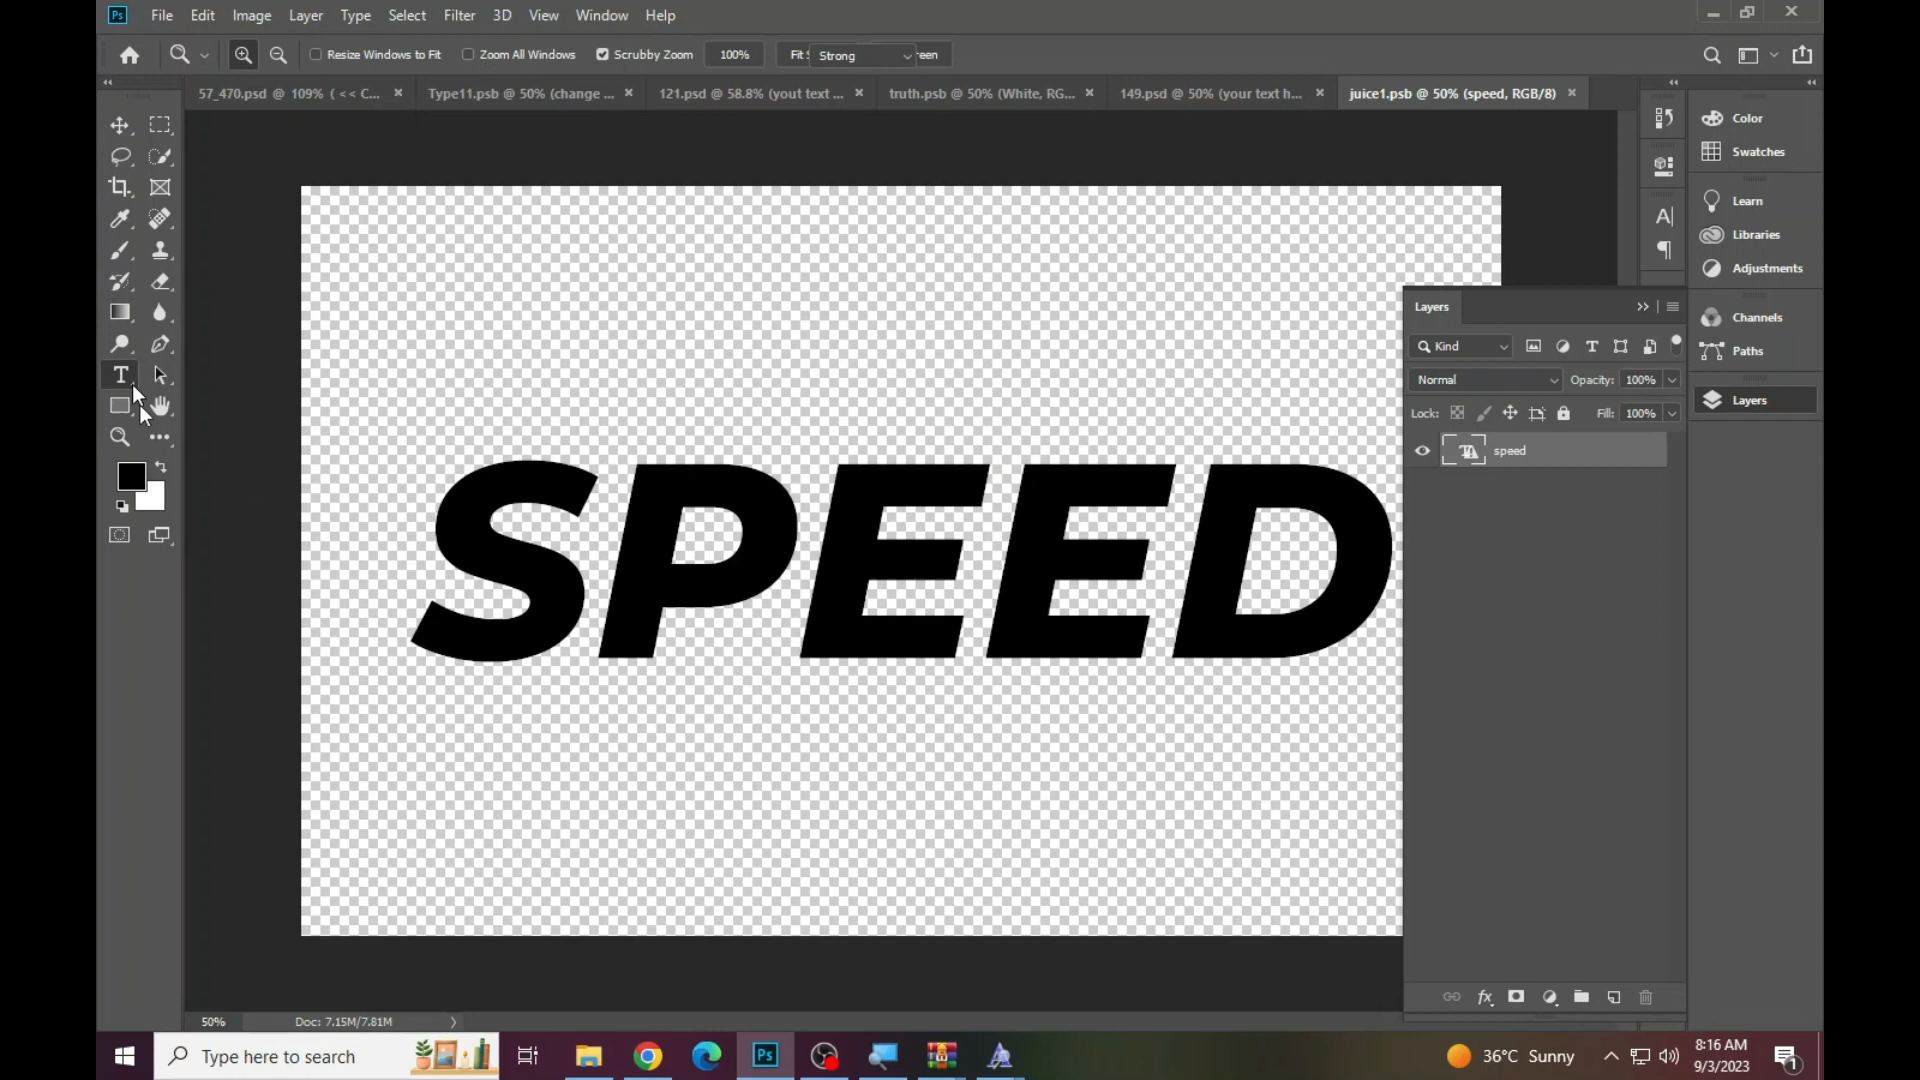 Ps File Edit Image Layer Type Select Filter 3D View Window Help
Resize Windows to Fit Zoom All Windows Scrubby Zoom 100% Fit Strong een
57_470.psd @ 109% ( << C... Type11.psb @ 50% (change ... 121.psd @ 58.8% (yout text ... truth.psb @ 50% (White, RG... 149.psd @ 50% (your text h... juice1.psb @ 50% (speed, RGB/8)
Color
Swatches
Learn
Libraries
Adjustments
Channels
Paths
Layers
Layers
Kind
Normal Opacity: 100%
Lock: Fill: 100%
speed
SPEED
50% Doc: 7.15M/7.81M
Type here to search
Ps
36°C Sunny
8:16 AM
9/3/2023
1